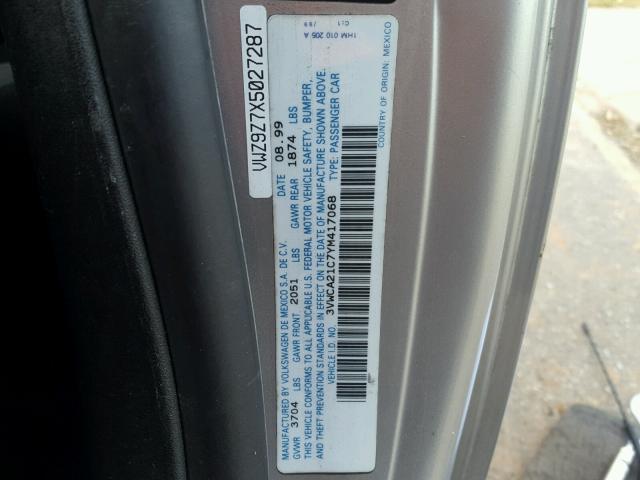 VWZ9Z7X5027287
MANUFACTURED BY VOLKSWAGEN DE MEXICO S.A. DE C.V. DATE 08.99
GVWR 3704 LBS GAWR FRONT 2051 LBS GAWR REAR 1874 LBS
THIS VEHICLE CONFORMS TO ALL APPLICABLE U.S. FEDERAL MOTOR VEHICLE SAFETY, BUMPER,
AND THEFT PREVENTION STANDARDS IN EFFECT ON THE DATE OF MANUFACTURE SHOWN ABOVE.
VEHICLE I.D. NO. 3VWCA21C7YM417068 TYPE: PASSENGER CAR
COUNTRY OF ORIGIN: MEXICO
1HM 010 205 A